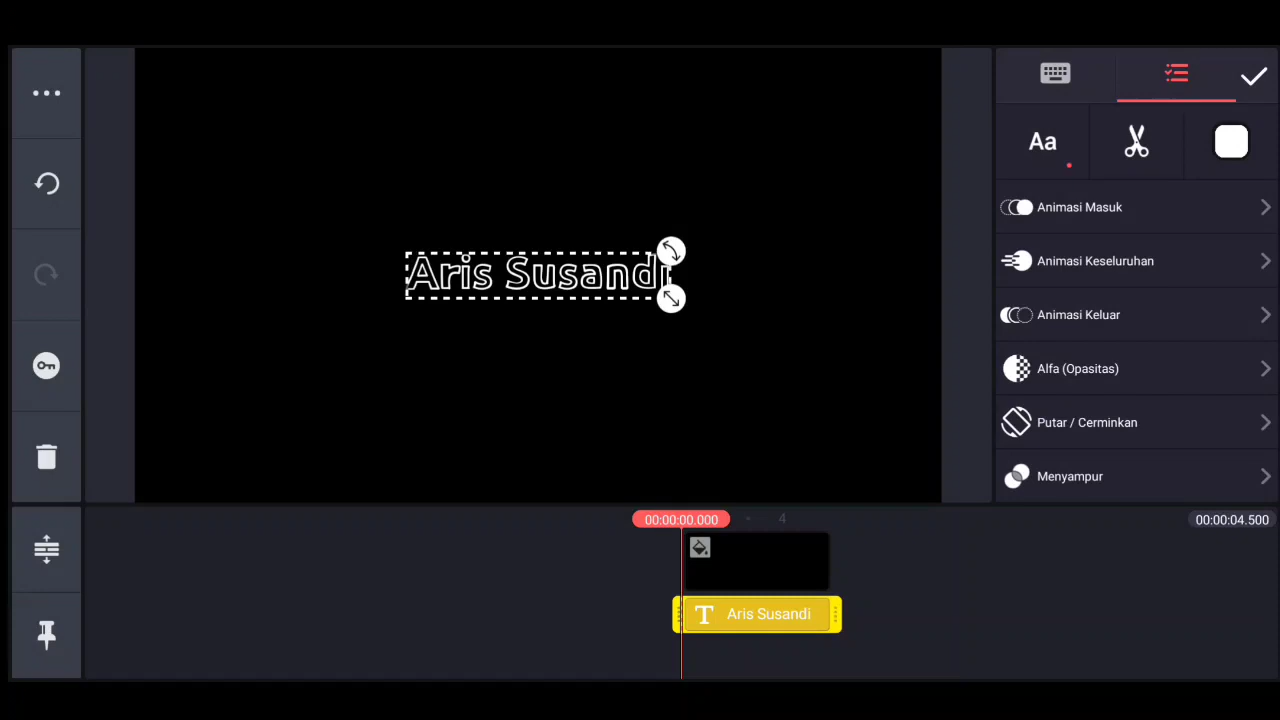 Aa
Animasi Masuk
Animasi Keseluruhan
Aris Susandi
Animasi Keluar
Alfa (Opasitas)
Putar / Cerminkan
Menyampur
00:00:00.000
4
00:00:04.500
T Aris Susandi